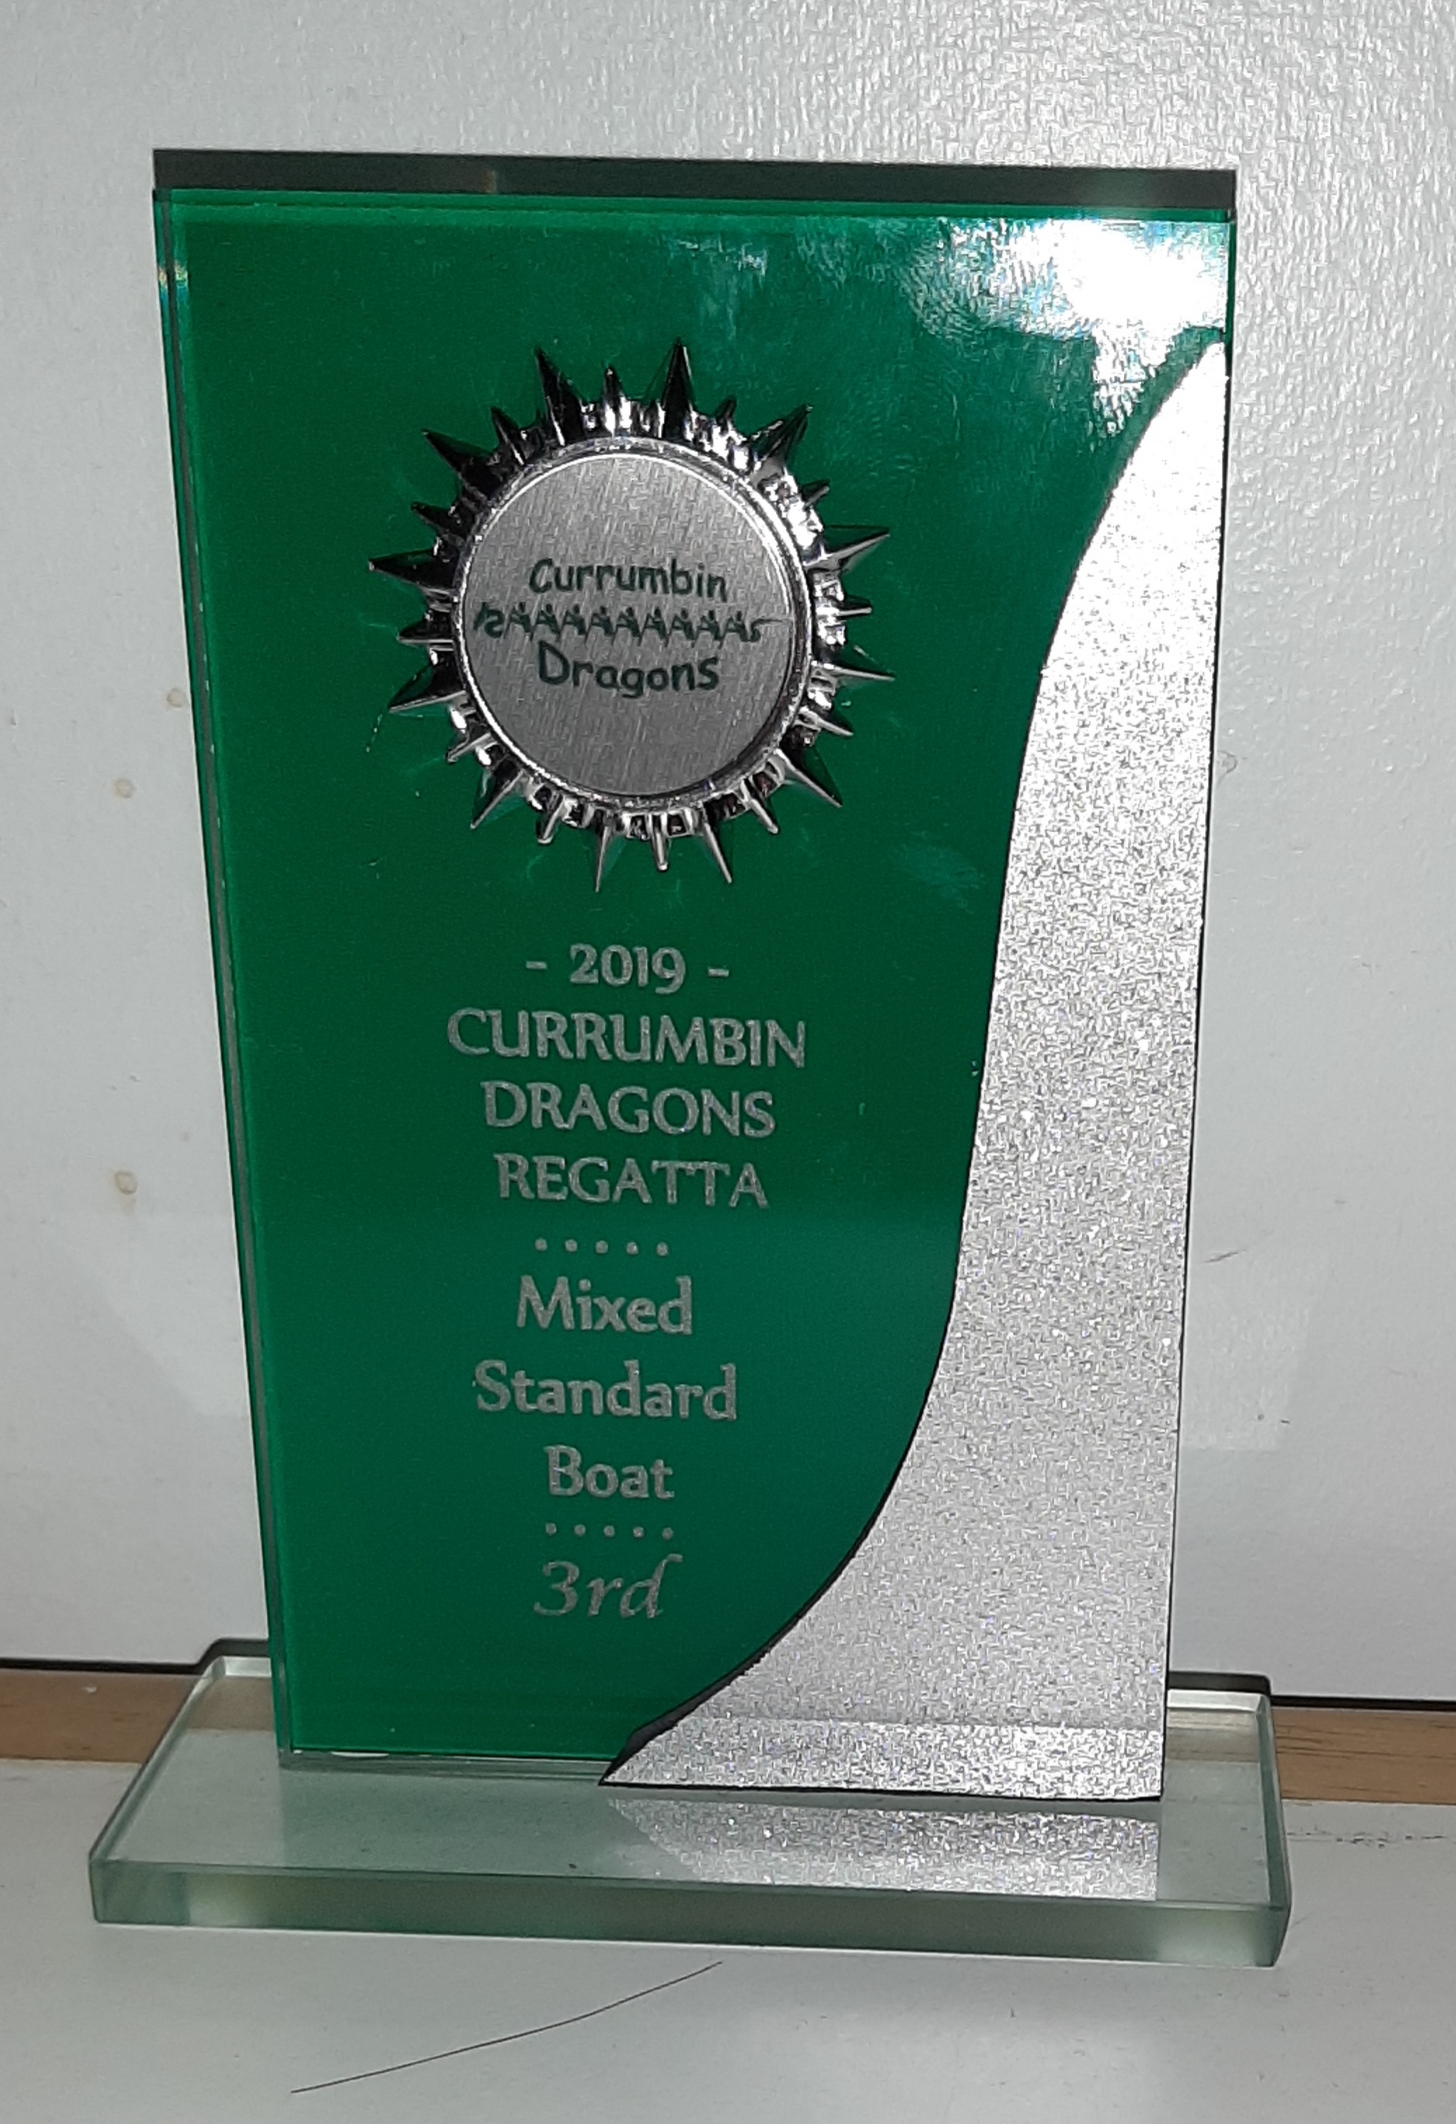 Currumbin
Dragons
- 2019 -
CURRUMBIN
DRAGONS
REGATTA
.....
Mixed
Standard
Boat
.....
3rd